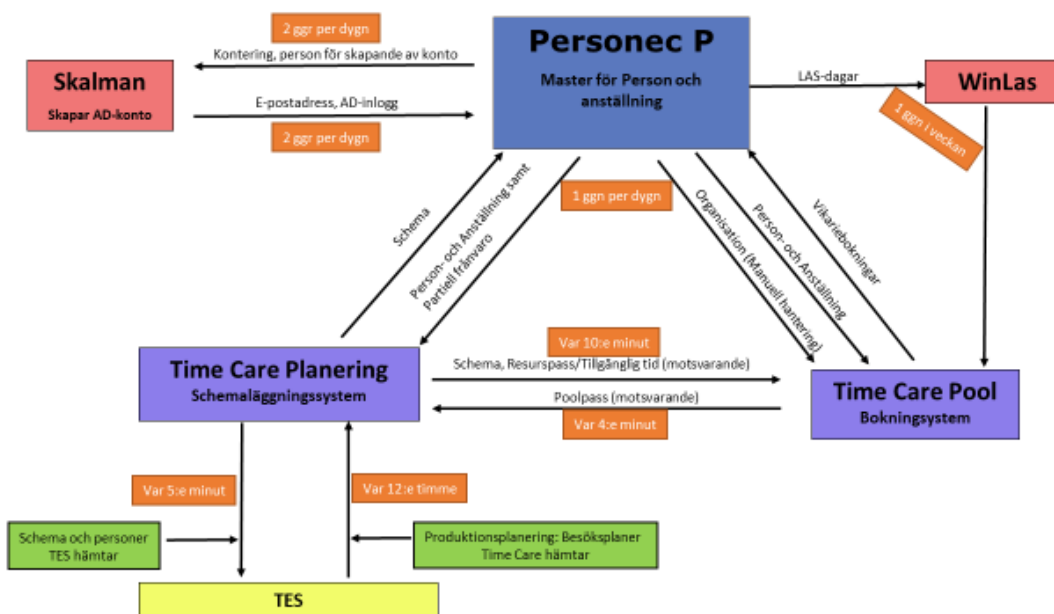 2 ggr per dygn
Kontering, person för skapande av konto
Skalman
Skapar AD-konto
E-postadress, AD-inlogg
2 ggr per dygn
Personec P
Master för Person och
anställning
LAS-dagar
WinLas
1 ggn i veckan
1 ggn per dygn
Schema
Person- och Anställning samt
Partiell frånvaro
Organisation (Manuell hantering)
Person- och Anställning
Vikariebokningar
Time Care Planering
Schemaläggningssystem
Var 10:e minut
Schema, Resurspass/Tillgänglig tid (motsvarande)
Poolpass (motsvarande)
Var 4:e minut
Time Care Pool
Bokningsystem
Var 5:e minut
Var 12:e timme
Schema och personer
TES hämtar
Produktionsplanering: Besöksplaner
Time Care hämtar
TES